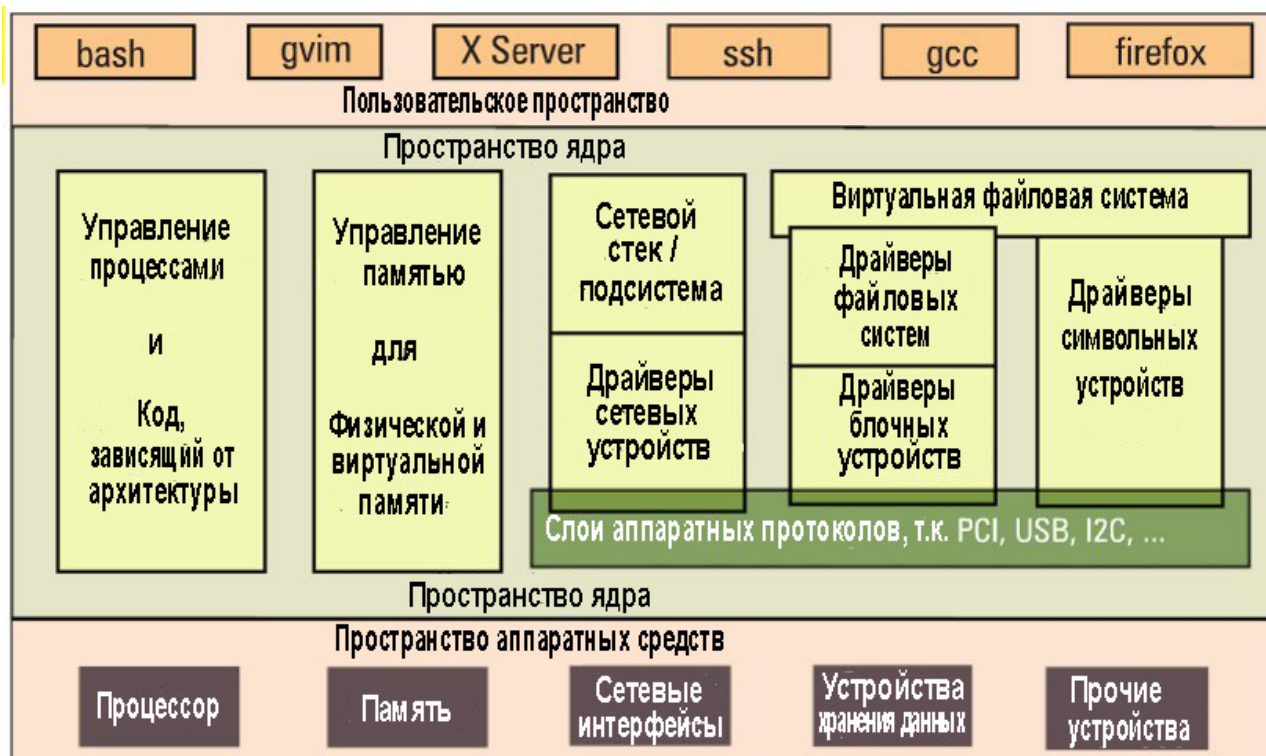 bash
gvim
X Server
ssh
gcc
firefox
Пользовательское пространство
Пространство ядра
Управление
процессами
и
Код,
зависящий от
архитектуры
Управление
памятью
для
Физической и
виртуальной
памяти
Сетевой
стек /
подсистема
Драйверы
сетевых
устройств
Виртуальная файловая система
Драйверы
файловых
систем
Драйверы
блочных
устройств
Драйверы
символьных
устройств
Слои аппаратных протоколов, т.к. PCI, USB, I2C, ...
Пространство ядра
Пространство аппаратных средств
Процессор
Память
Сетевые
интерфейсы
Устройства
хранения данных
Прочие
устройства